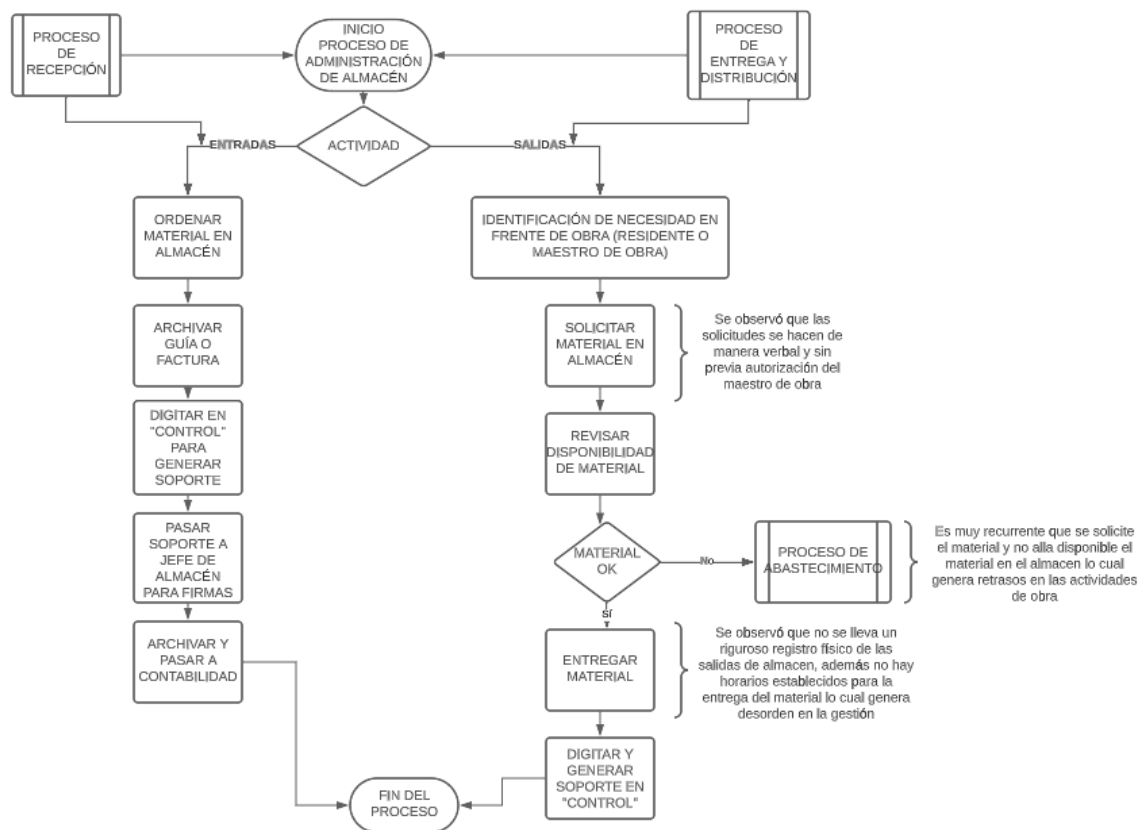 PROCESO
DE
RECEPCIÓN
INICIO
PROCESO DE
ADMINISTRACIÓN
DE ALMACÉN
PROCESO
DE
ENTREGA Y
DISTRIBUCIÓN
ENTRADAS
ACTIVIDAD
SALIDAS
ORDENAR
MATERIAL EN
ALMACÉN
ARCHIVAR
GUÍA O
FACTURA
DIGITAR EN
"CONTROL"
PARA
GENERAR
SOPORTE
PASAR
SOPORTE A
JEFE DE
ALMACÉN
PARA FIRMAS
ARCHIVAR Y
PASAR A
CONTABILIDAD
IDENTIFICACIÓN DE NECESIDAD EN
FRENTE DE OBRA (RESIDENTE O
MAESTRO DE OBRA)
SOLICITAR
MATERIAL EN
ALMACÉN
Se observó que las
solicitudes se hacen de
manera verbal y sin
previa autorización del
maestro de obra
REVISAR
DISPONIBILIDAD
DE MATERIAL
MATERIAL
OK
No
PROCESO DE
ABASTECIMIENTO
Es muy recurrente que se solicite
el material y no alla disponible el
material en el almacen lo cual
genera retrasos en las actividades
de obra
SÍ
ENTREGAR
MATERIAL
Se observó que no se lleva un
riguroso registro físico de las
salidas de almacen, además no hay
horarios establecidos para la
entrega del material lo cual genera
desorden en la gestión
DIGITAR Y
GENERAR
SOPORTE EN
"CONTROL"
FIN DEL
PROCESO